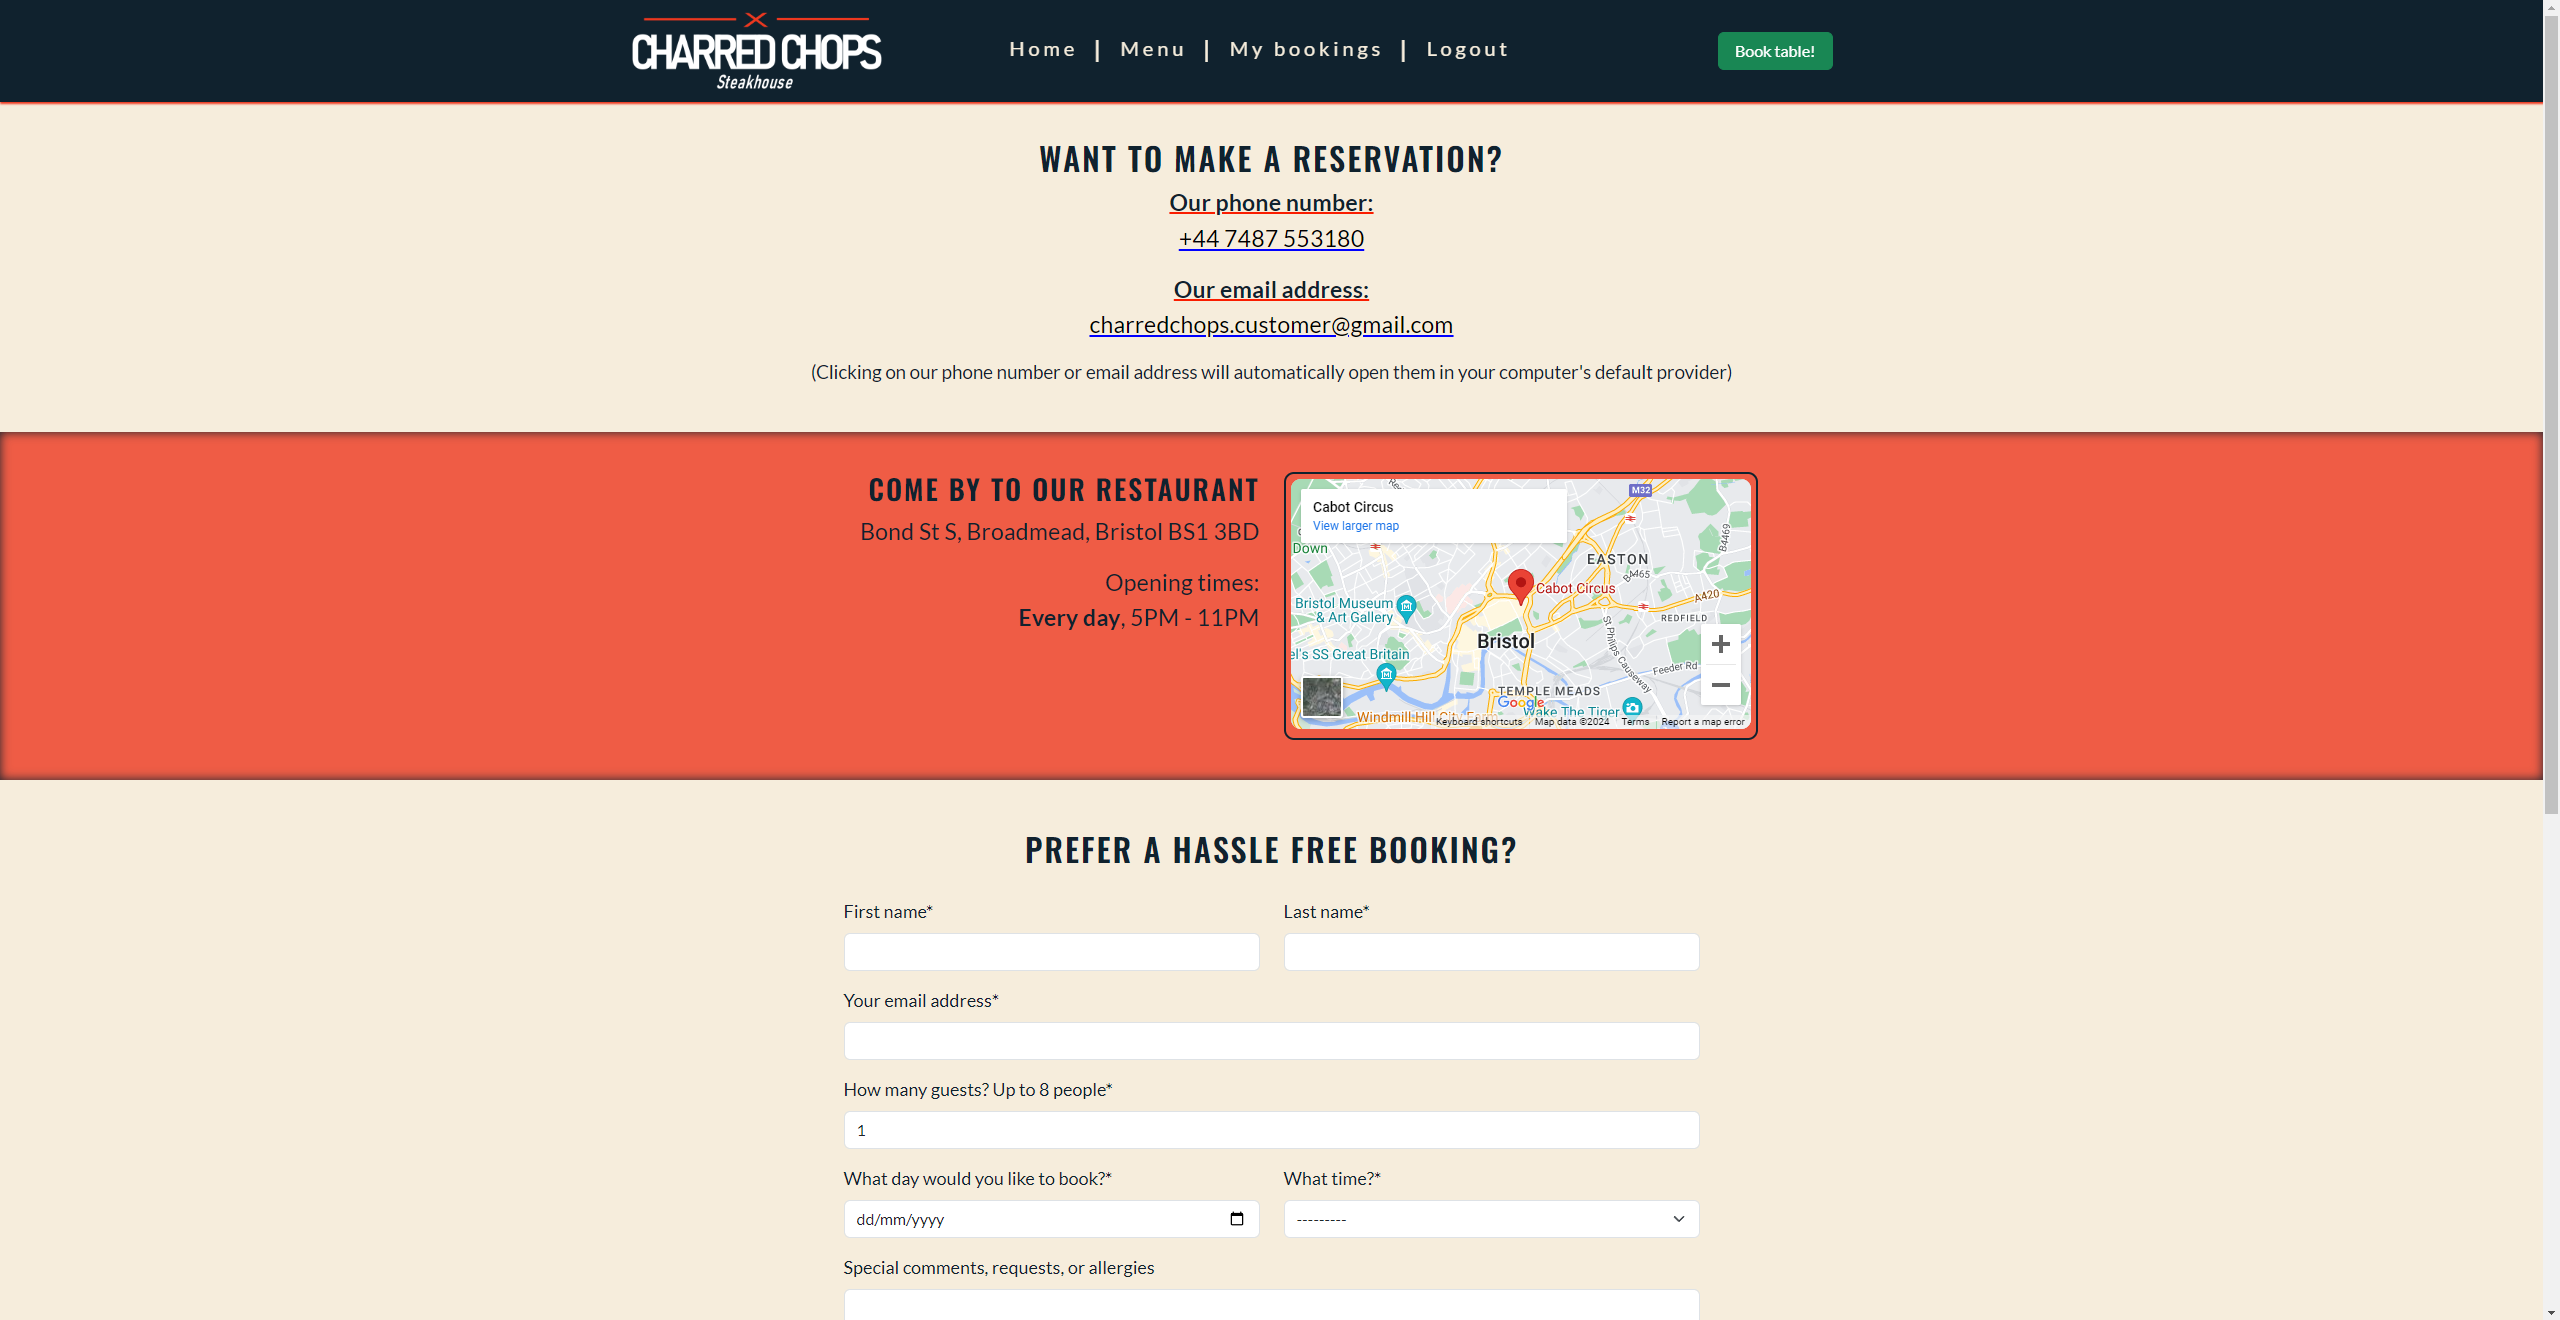 CHARRED CHOPS
Steakhouse
Home | Menu | My bookings | Logout
Book table!
WANT TO MAKE A RESERVATION?
Our phone number:
+44 7487 553180
Our email address:
charredchops.customer@gmail.com
(Clicking on our phone number or email address will automatically open them in your computer's default provider)
COME BY TO OUR RESTAURANT
Bond St S, Broadmead, Bristol BS1 3BD
Opening times:
Every day, 5PM - 11PM
Cabot Circus
View larger map
M32
B4469
Down
EASTON
B4465
Cabot Circus
A420
Bristol Museum
& Art Gallery
REDFIELD
St Philips Causeway
Bristol
el's SS Great Britain
Feeder Rd
TEMPLE MEADS
Google
Wake The Tiger
Windmill Hill City Farm
Keyboard shortcuts
Map data ©2024
Terms
Report a map error
PREFER A HASSLE FREE BOOKING?
First name*
Last name*
Your email address*
How many guests? Up to 8 people*
1
What day would you like to book?*
What time?*
dd/mm/yyyy
---------
Special comments, requests, or allergies